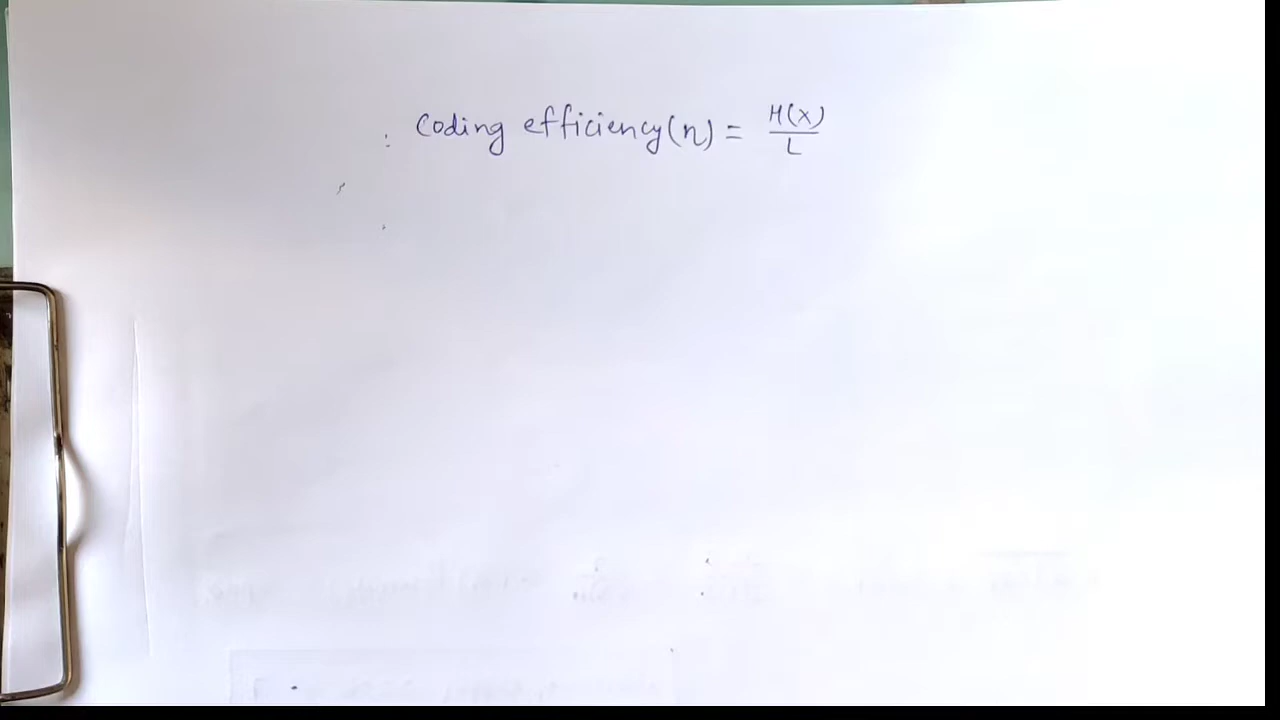 : Coding efficiency(η) = H(X)/L